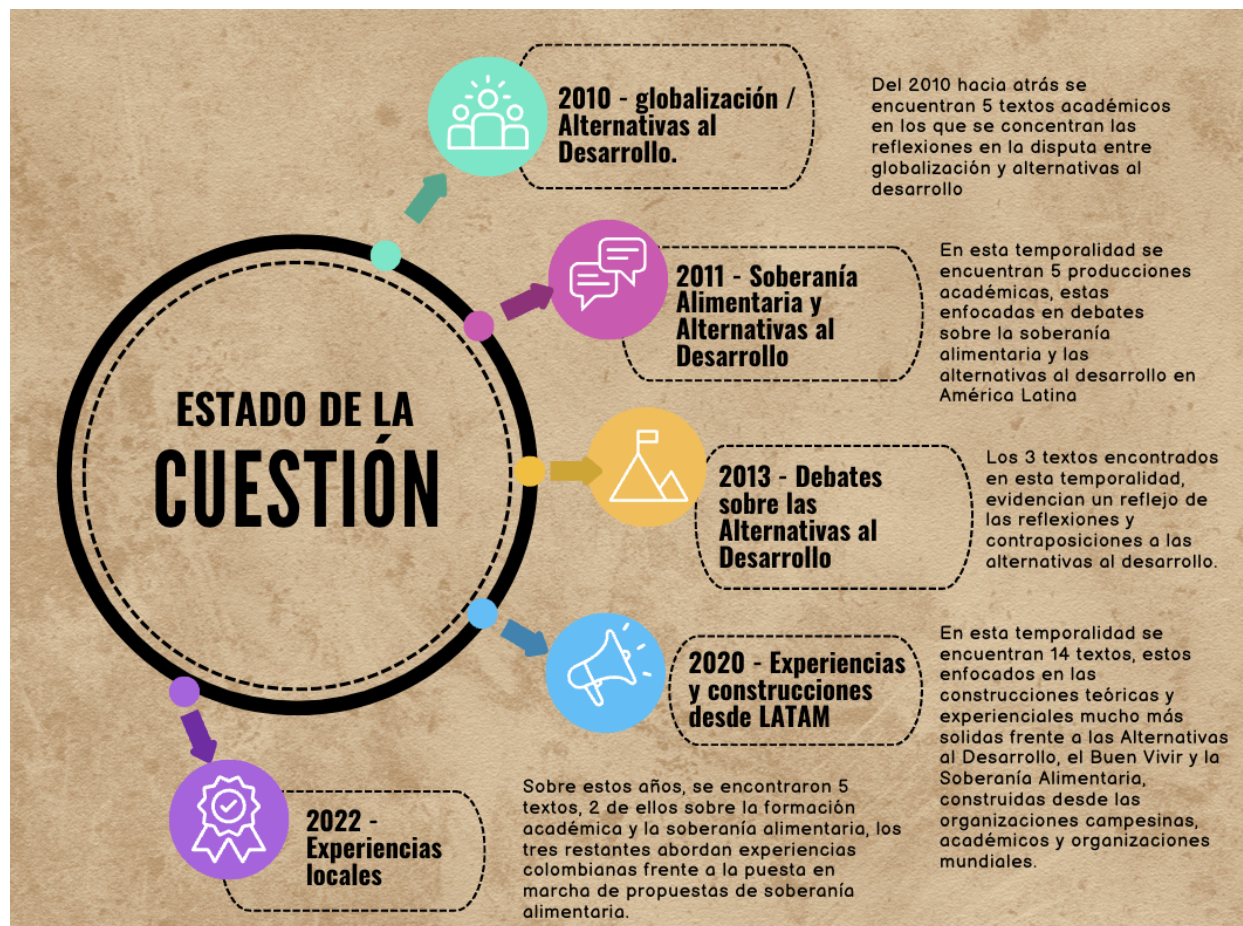 ESTADO DE LA
CUESTIÓN
2010 - globalización /
Alternativas al
Desarrollo.
Del 2010 hacia atrás se
encuentran 5 textos académicos
en los que se concentran las
reflexiones en la disputa entre
globalización y alternativas al
desarrollo
2011 - Soberanía
Alimentaria y
Alternativas al
Desarrollo
En esta temporalidad se
encuentran 5 producciones
académicas, estas
enfocadas en debates
sobre la soberanía
alimentaria y las
alternativas al desarrollo en
América Latina
2013 - Debates
sobre las
Alternativas al
Desarrollo
Los 3 textos encontrados
en esta temporalidad,
evidencian un reflejo de
las reflexiones y
contraposiciones a las
alternativas al desarrollo.
2020 - Experiencias
y construcciones
desde LATAM
En esta temporalidad se
encuentran 14 textos, estos
enfocados en las
construcciones teóricas y
experienciales mucho más
solidas frente a las Alternativas
al Desarrollo, el Buen Vivir y la
Soberanía Alimentaria,
construidas desde las
organizaciones campesinas,
académicos y organizaciones
mundiales.
2022 -
Experiencias
locales
Sobre estos años, se encontraron 5
textos, 2 de ellos sobre la formación
académica y la soberanía alimentaria, los
tres restantes abordan experiencias
colombianas frente a la puesta en
marcha de propuestas de soberanía
alimentaria.